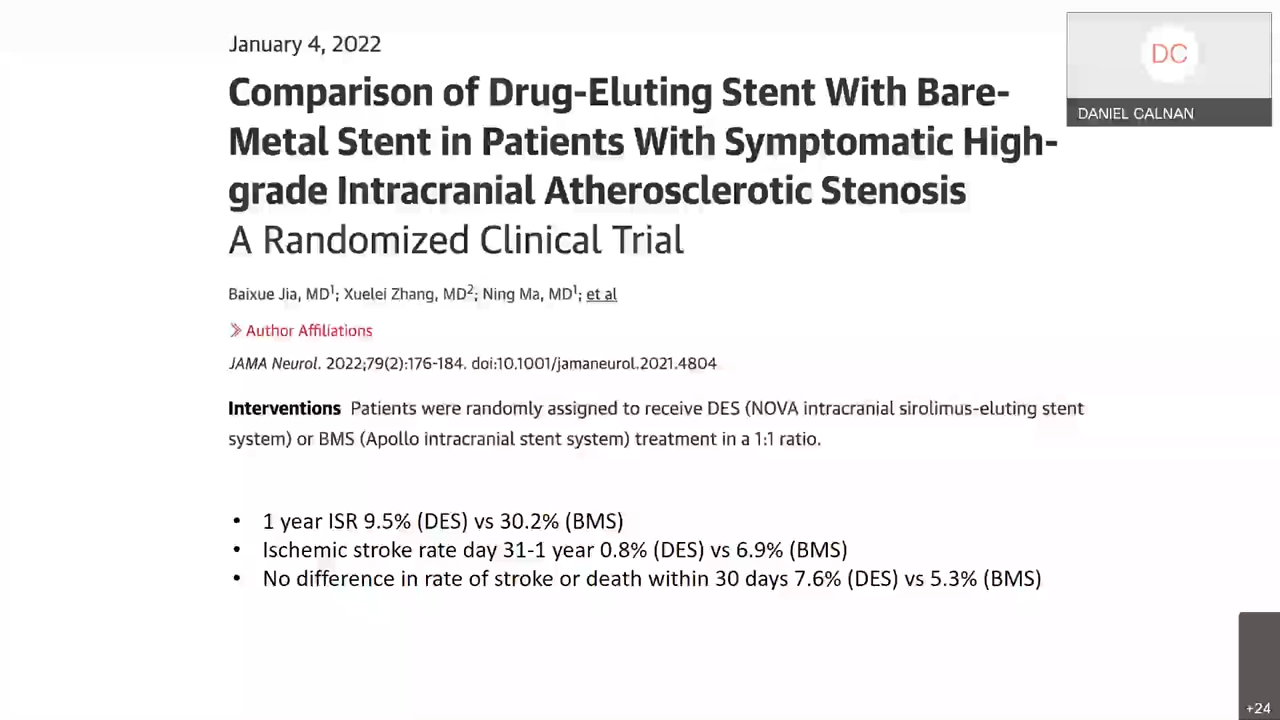 January 4, 2022
Comparison of Drug-Eluting Stent With Bare-
Metal Stent in Patients With Symptomatic High-
grade Intracranial Atherosclerotic Stenosis
A Randomized Clinical Trial
Baixue Jia, MD1; Xuelei Zhang, MD2; Ning Ma, MD1; et al
Author Affiliations
JAMA Neurol. 2022;79(2):176-184. doi:10.1001/jamaneurol.2021.4804
Interventions Patients were randomly assigned to receive DES (NOVA intracranial sirolimus-eluting stent
system) or BMS (Apollo intracranial stent system) treatment in a 1:1 ratio.
• 1 year ISR 9.5% (DES) vs 30.2% (BMS)
• Ischemic stroke rate day 31-1 year 0.8% (DES) vs 6.9% (BMS)
• No difference in rate of stroke or death within 30 days 7.6% (DES) vs 5.3% (BMS)
DC
DANIEL CALNAN
+24